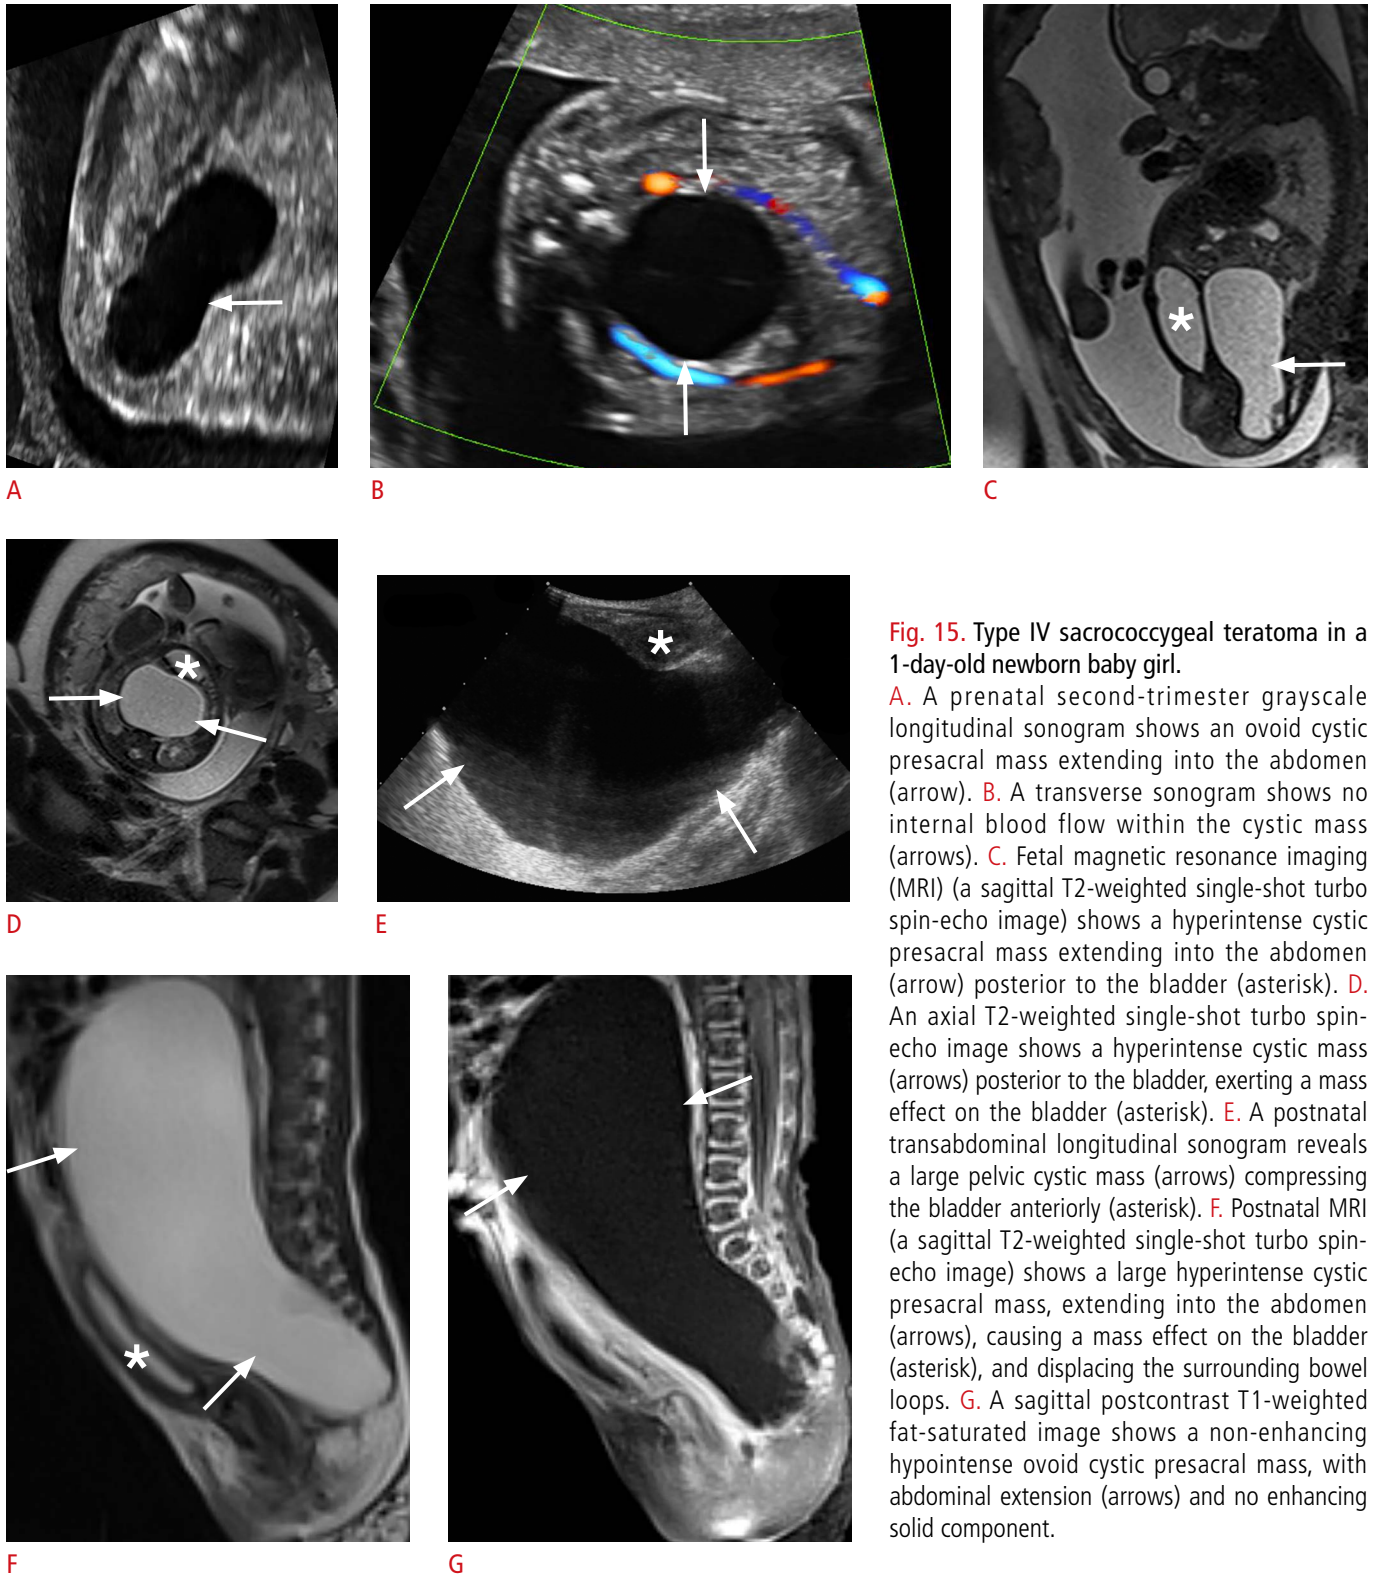 A
B
C
D
E
Fig. 15. Type IV sacrococcygeal teratoma in a
1-day-old newborn baby girl.
A. A prenatal second-trimester grayscale
longitudinal sonogram shows an ovoid cystic
presacral mass extending into the abdomen
(arrow). B. A transverse sonogram shows no
internal blood flow within the cystic mass
(arrows). C. Fetal magnetic resonance imaging
(MRI) (a sagittal T2-weighted single-shot turbo
spin-echo image) shows a hyperintense cystic
presacral mass extending into the abdomen
(arrow) posterior to the bladder (asterisk). D.
An axial T2-weighted single-shot turbo spin-
echo image shows a hyperintense cystic mass
(arrows) posterior to the bladder, exerting a mass
effect on the bladder (asterisk). E. A postnatal
transabdominal longitudinal sonogram reveals
a large pelvic cystic mass (arrows) compressing
the bladder anteriorly (asterisk). F. Postnatal MRI
(a sagittal T2-weighted single-shot turbo spin-
echo image) shows a large hyperintense cystic
presacral mass, extending into the abdomen
(arrows), causing a mass effect on the bladder
(asterisk), and displacing the surrounding bowel
loops. G. A sagittal postcontrast T1-weighted
fat-saturated image shows a non-enhancing
hypointense ovoid cystic presacral mass, with
abdominal extension (arrows) and no enhancing
solid component.
F
G